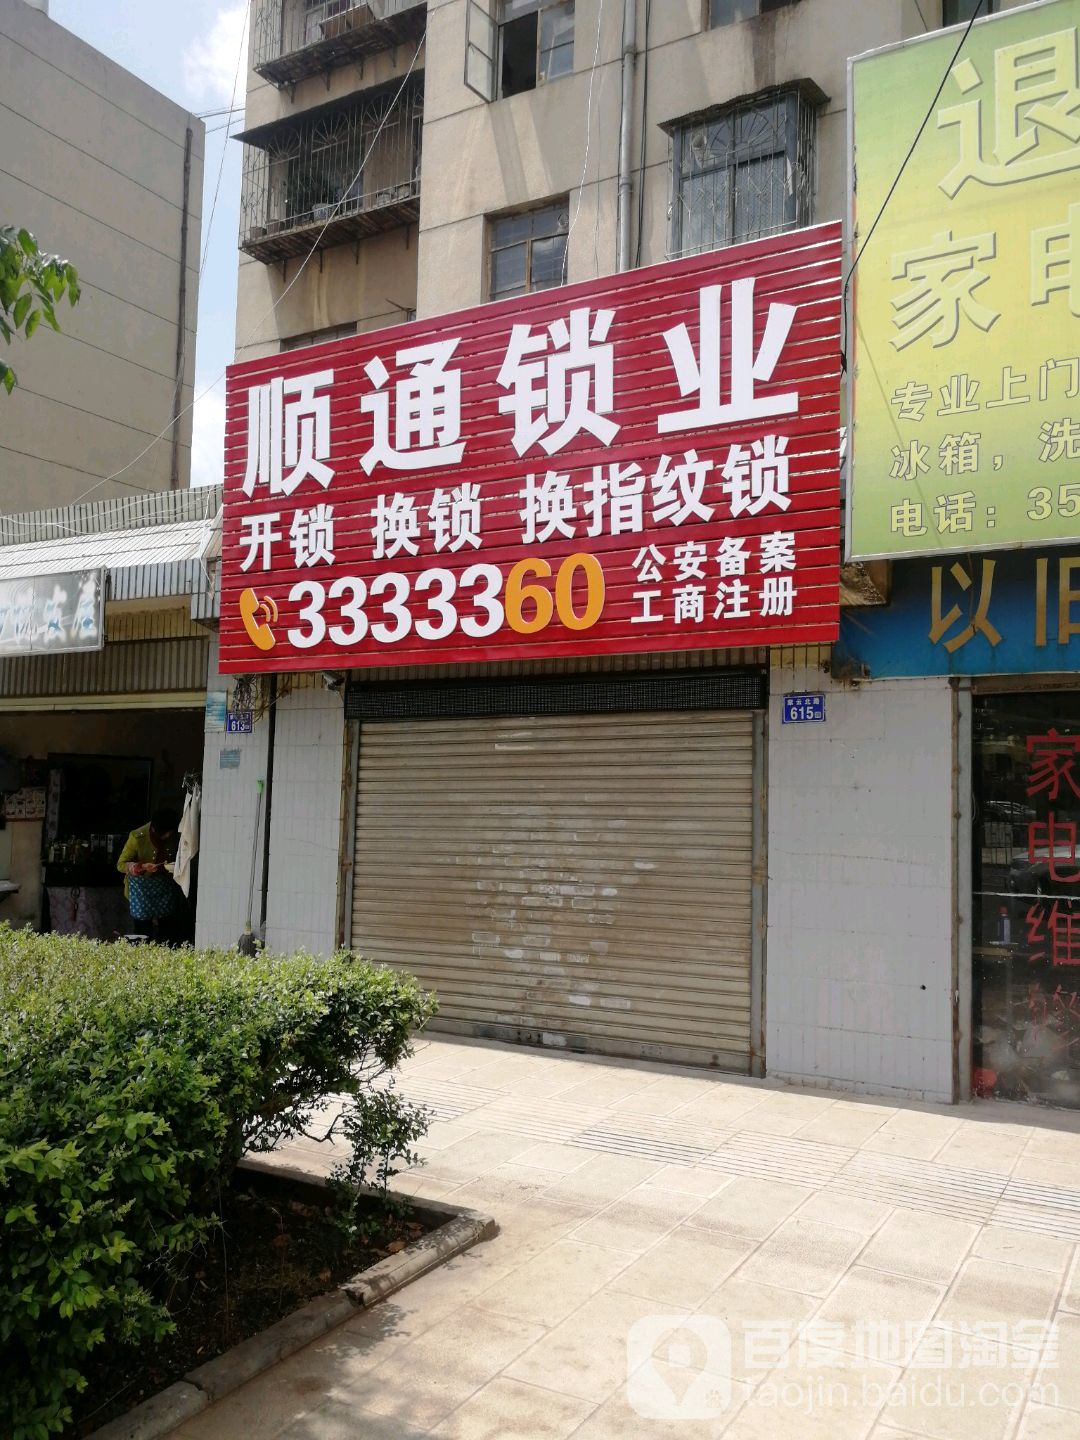 顺通锁业
开锁 换锁 换指纹锁
3333360
公安备案
工商注册
退
家电
专业上门
冰箱，洗
电话：35
以旧
613
615
家电维修
百度地图淘金
taojin.baidu.com